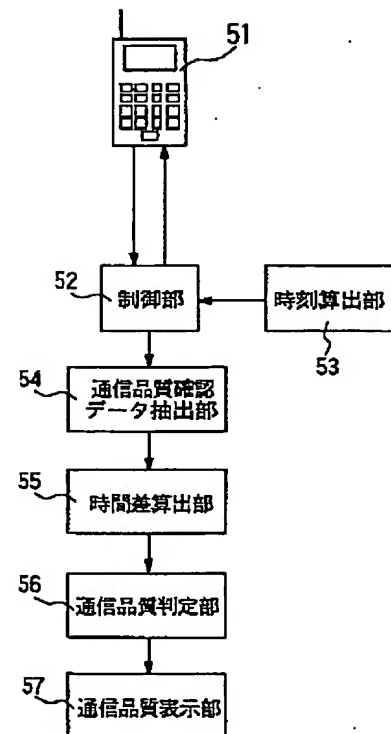 51
52
制御部
時刻算出部
53
54
通信品質確認
データ抽出部
55
時間差算出部
56
通信品質判定部
57
通信品質表示部